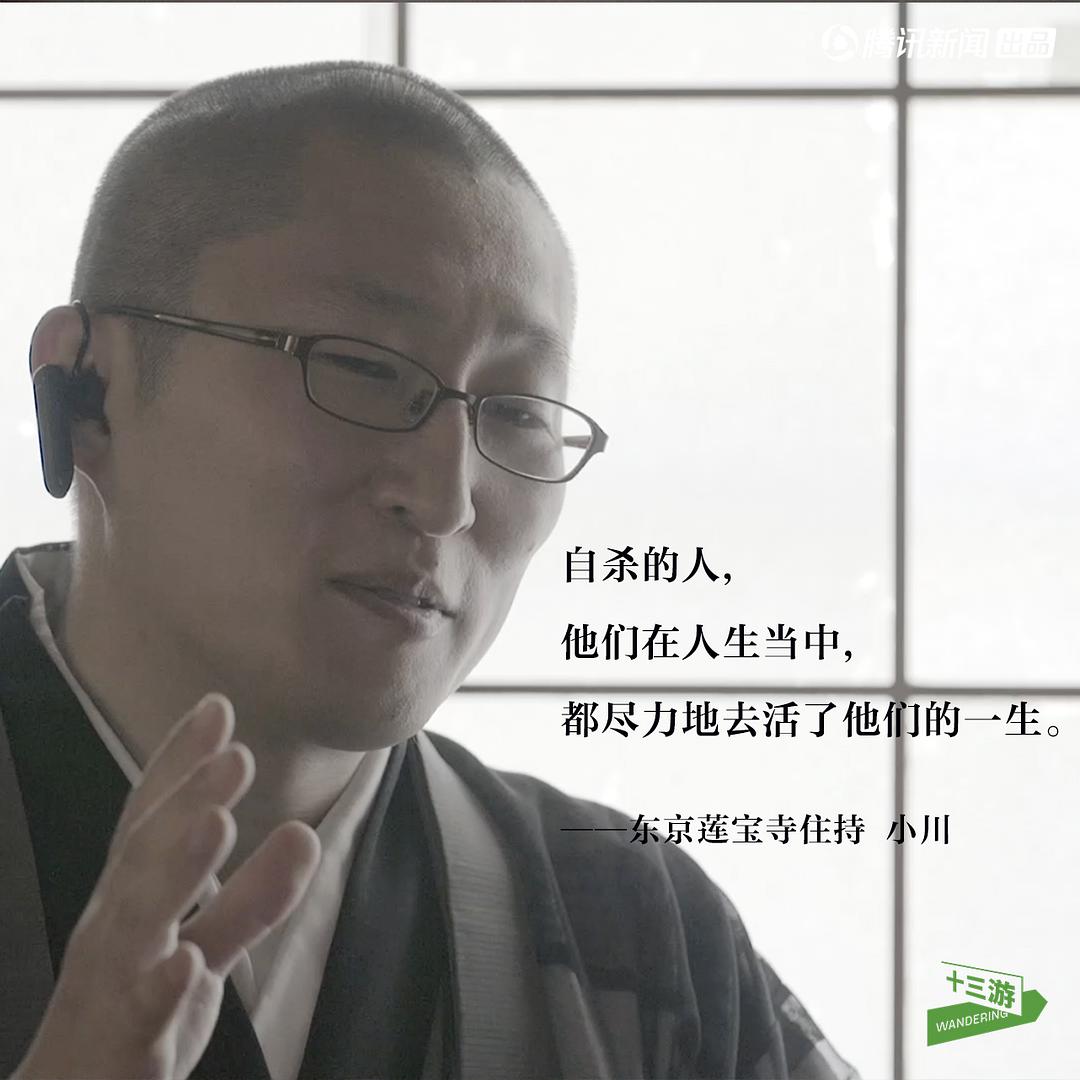 腾讯新闻 出品
自杀的人，
他们在人生当中，
都尽力地去活了他们的一生。
——东京莲宝寺住持 小川
十三游
WANDERING